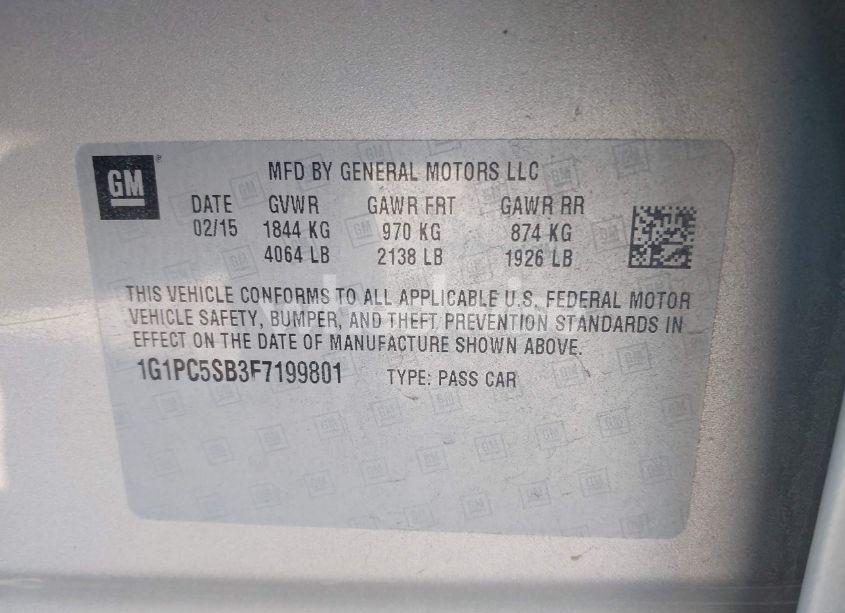 GM
MFD BY GENERAL MOTORS LLC
DATE GVWR GAWR FRT GAWR RR
02/15 1844 KG 970 KG 874 KG
4064 LB 2138 LB 1926 LB
THIS VEHICLE CONFORMS TO ALL APPLICABLE U.S. FEDERAL MOTOR
VEHICLE SAFETY, BUMPER, AND THEFT PREVENTION STANDARDS IN
EFFECT ON THE DATE OF MANUFACTURE SHOWN ABOVE.
1G1PC5SB3F7199801 TYPE: PASS CAR